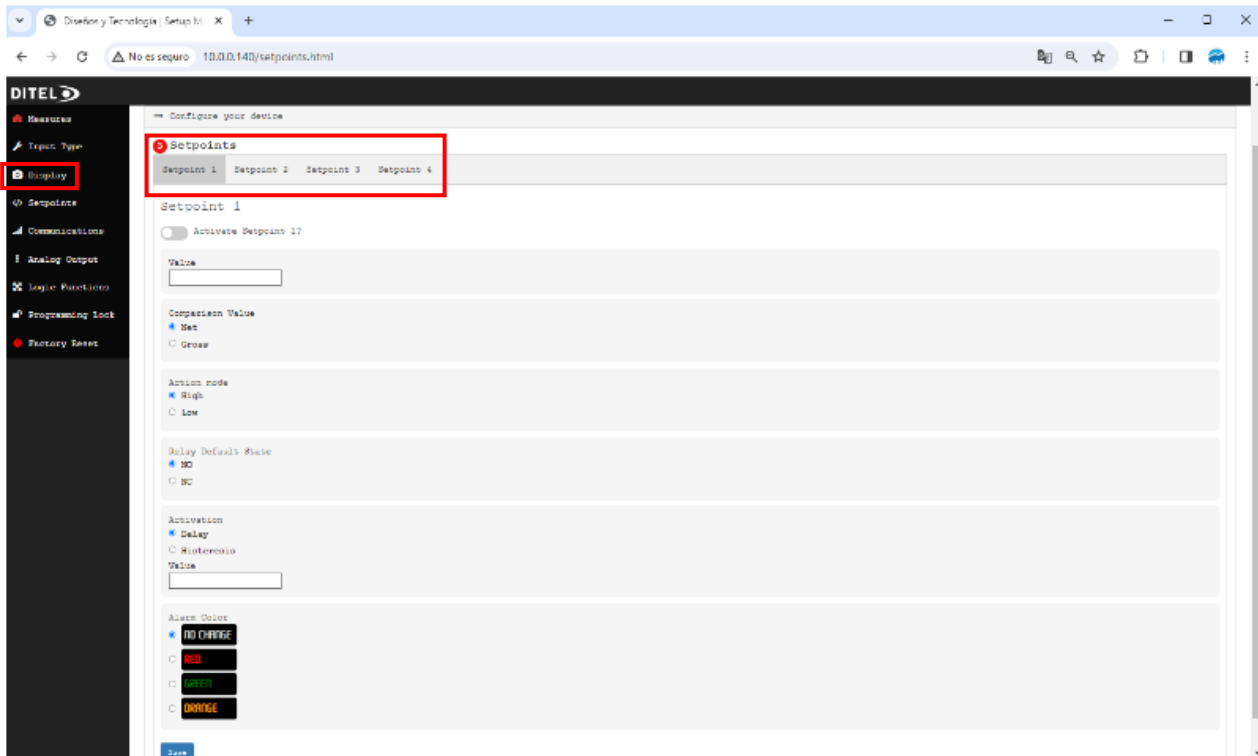 Diseños y Tecnología | Setup M
No es seguro 10.0.0.140/setpoints.html
DITEL
Measures
Input Type
Display
Setpoints
Communications
Analog Output
Logic Functions
Programming Lock
Factory Reset
Configure your device
Setpoints
Setpoint 1 Setpoint 2 Setpoint 3 Setpoint 4
Setpoint 1
Activate Setpoint 1?
Value
Comparison Value
Net
Gross
Action mode
High
Low
Relay Default State
NO
NC
Activation
Delay
Value
Alarm Color
NO CHANGE
RED
GREEN
ORANGE
Save